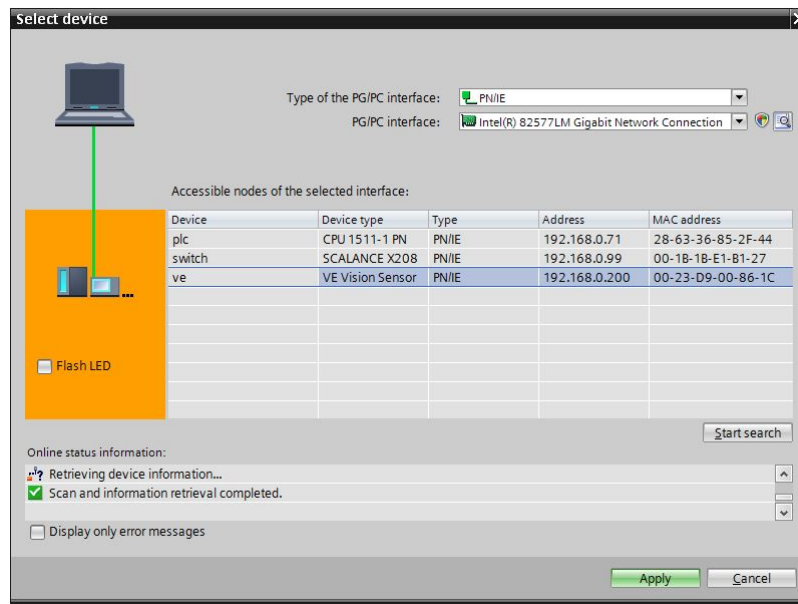 Select device
Type of the PG/PC interface: PN/IE
PG/PC interface: Intel(R) 82577LM Gigabit Network Connection
Accessible nodes of the selected interface:
Device Device type Type Address MAC address
plc CPU 1511-1 PN PN/IE 192.168.0.71 28-63-36-85-2F-44
switch SCALANCE X208 PN/IE 192.168.0.99 00-1B-1B-E1-B1-27
ve VE Vision Sensor PN/IE 192.168.0.200 00-23-D9-00-86-1C
Flash LED
Start search
Online status information:
Retrieving device information...
Scan and information retrieval completed.
Display only error messages
Apply Cancel